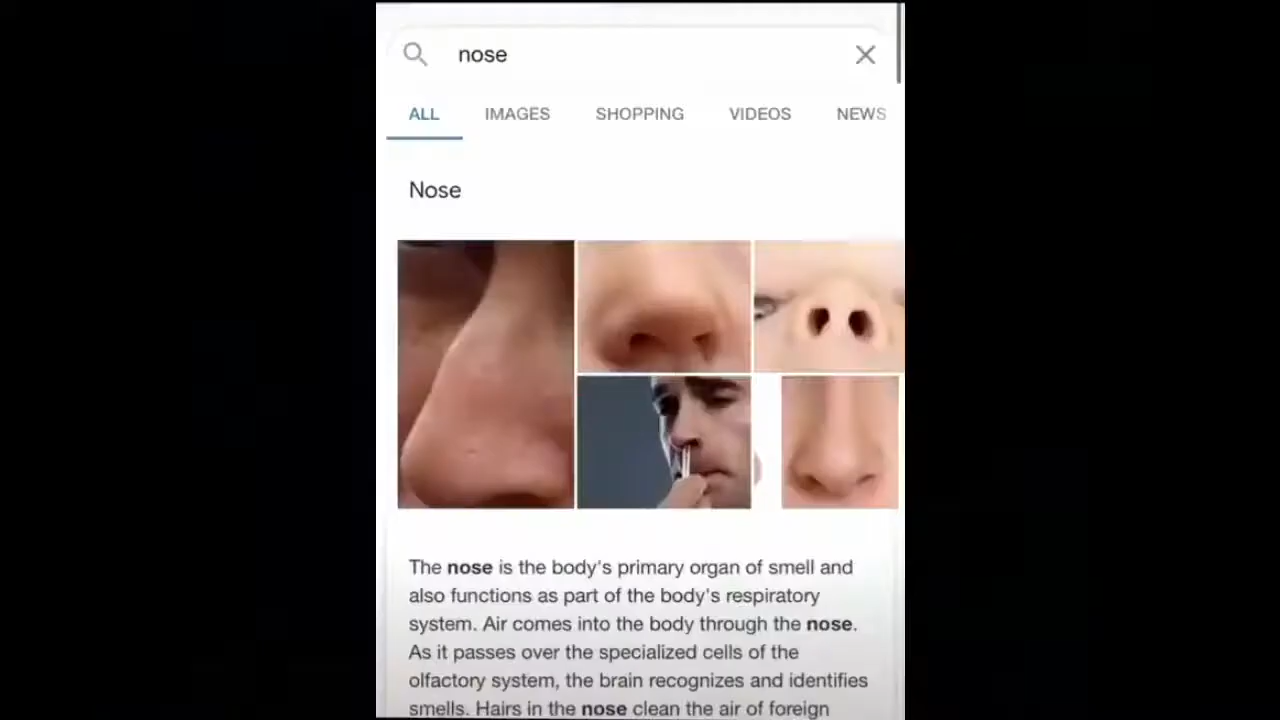 nose
ALL IMAGES SHOPPING VIDEOS NEWS
Nose
The nose is the body's primary organ of smell and
also functions as part of the body's respiratory
system. Air comes into the body through the nose.
As it passes over the specialized cells of the
olfactory system, the brain recognizes and identifies
smells. Hairs in the nose clean the air of foreign